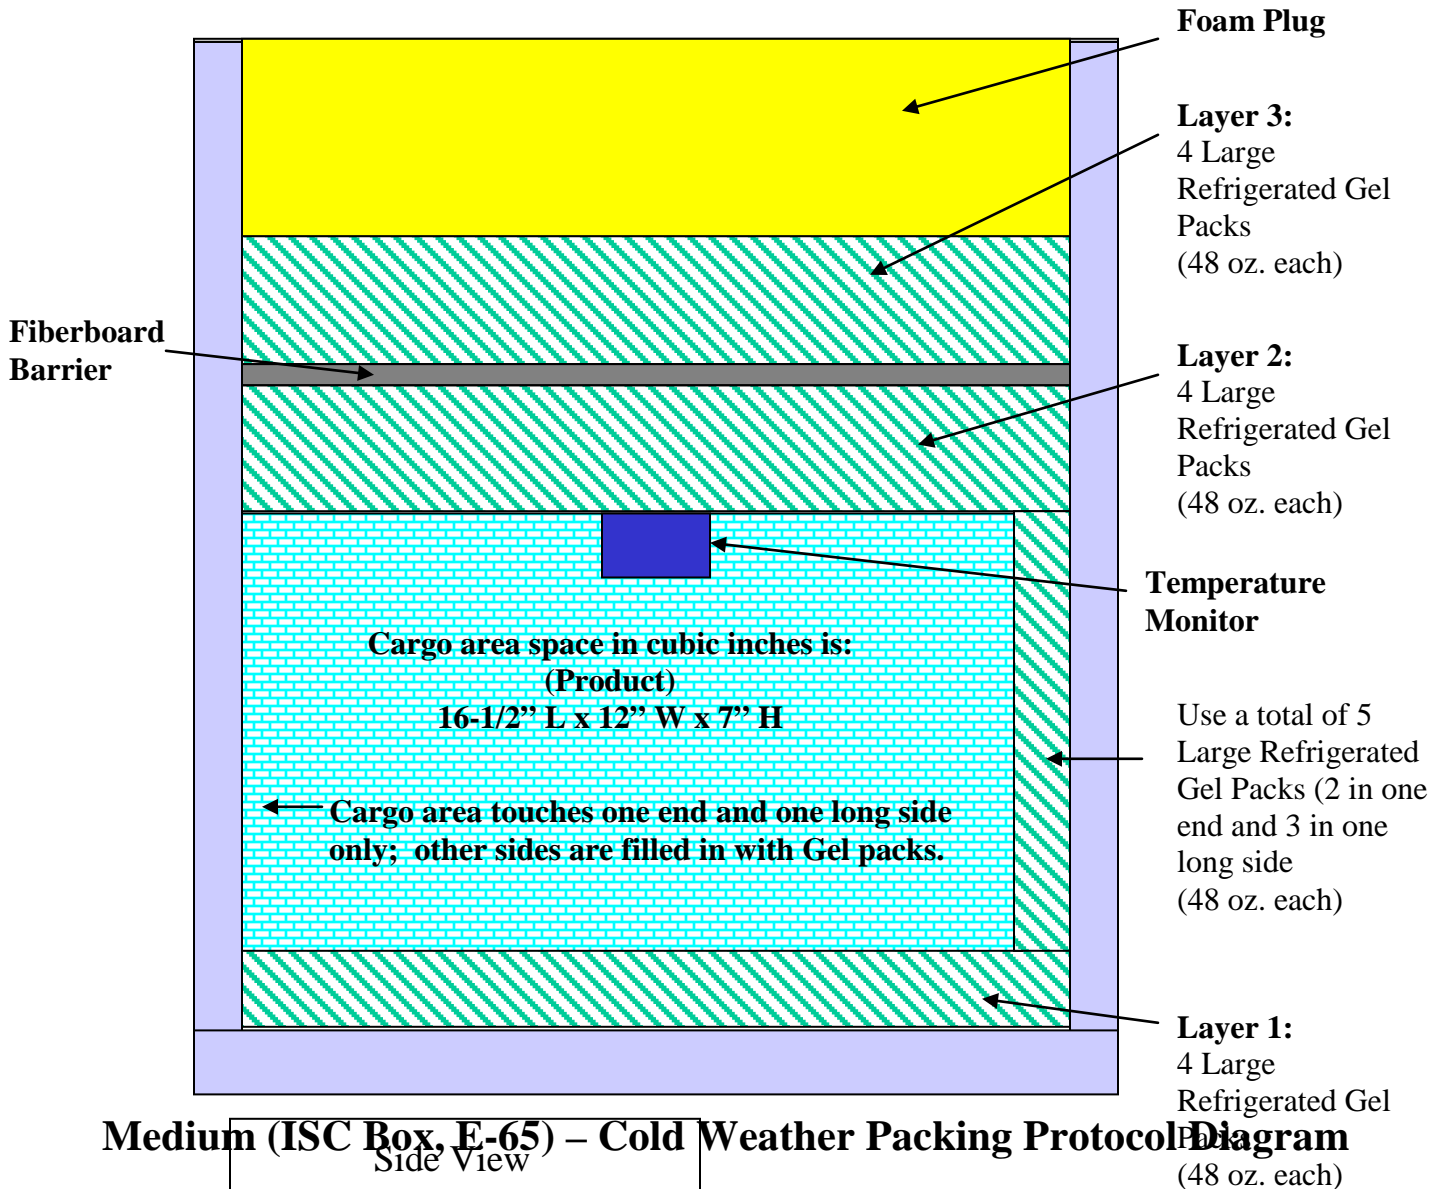 Foam Plug
Layer 3:
4 Large
Refrigerated Gel
Packs
(48 oz. each)
Fiberboard
Barrier
Layer 2:
4 Large
Refrigerated Gel
Packs
(48 oz. each)
Temperature
Monitor
Cargo area space in cubic inches is:
(Product)
16-1/2” L x 12” W x 7” H
Use a total of 5
Large Refrigerated
Gel Packs (2 in one
end and 3 in one
long side
(48 oz. each)
Cargo area touches one end and one long side
only;  other sides are filled in with Gel packs.
Layer 1:
4 Large
Refrigerated Gel
Packs
(48 oz. each)
Medium (ISC Box, E-65) – Cold Weather Packing Protocol Diagram
Side View